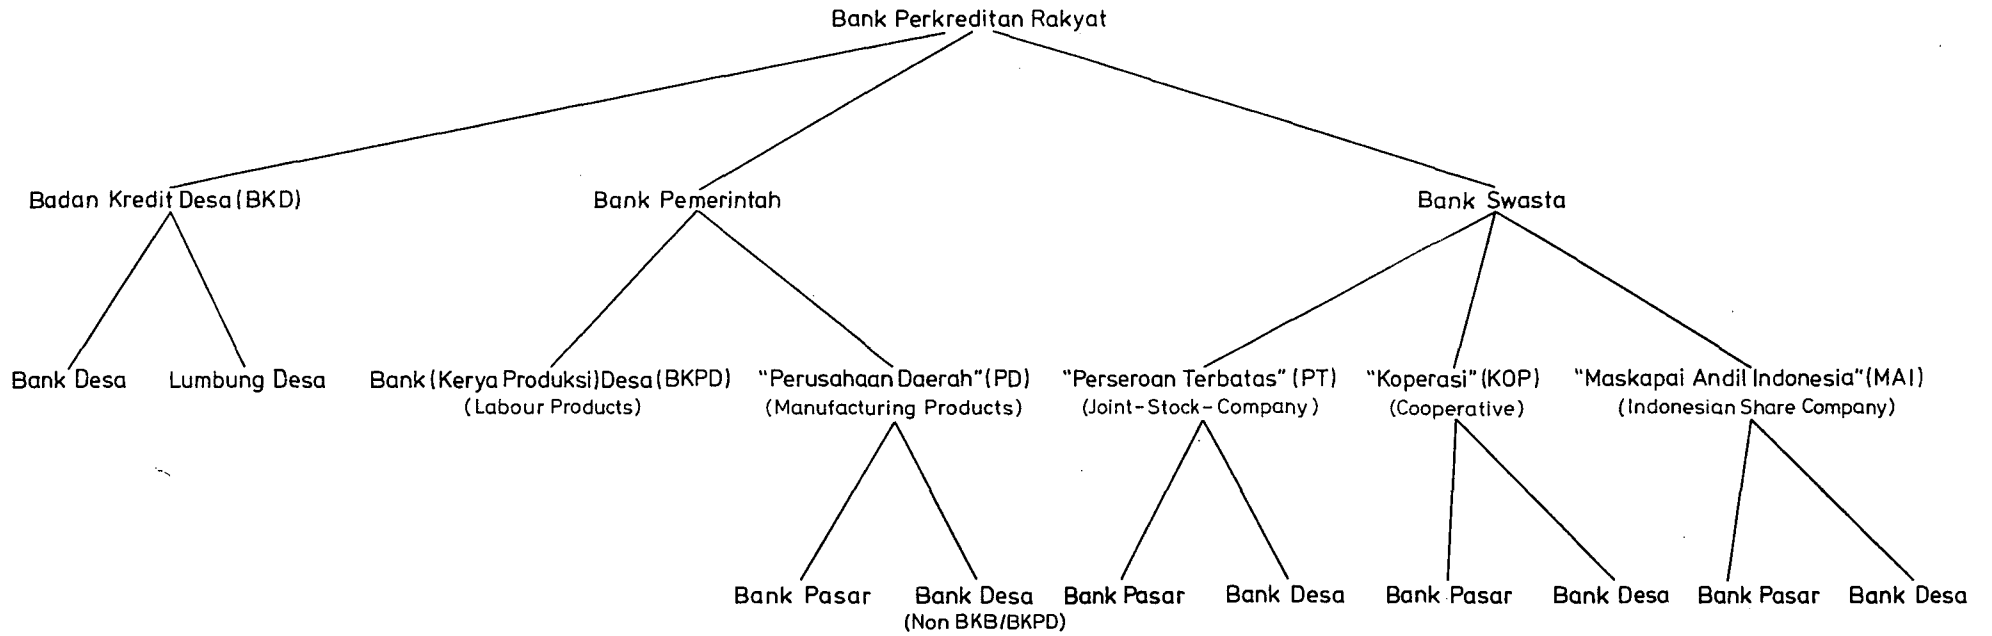 Bank Perkreditan Rakyat
Badan Kredit Desa (BKD)
Bank Pemerintah
Bank Swasta
Bank Desa
Lumbung Desa
Bank (Kerya Produksi) Desa (BKPD)
(Labour Products)
"Perusahaan Daerah" (PD)
(Manufacturing Products)
"Perseroan Terbatas" (PT)
(Joint-Stock-Company)
"Koperasi" (KOP)
(Cooperative)
"Maskapai Andil Indonesia" (MAI)
(Indonesian Share Company)
Bank Pasar
Bank Desa
(Non BKB/BKPD)
Bank Pasar
Bank Desa
Bank Pasar
Bank Desa
Bank Pasar
Bank Desa